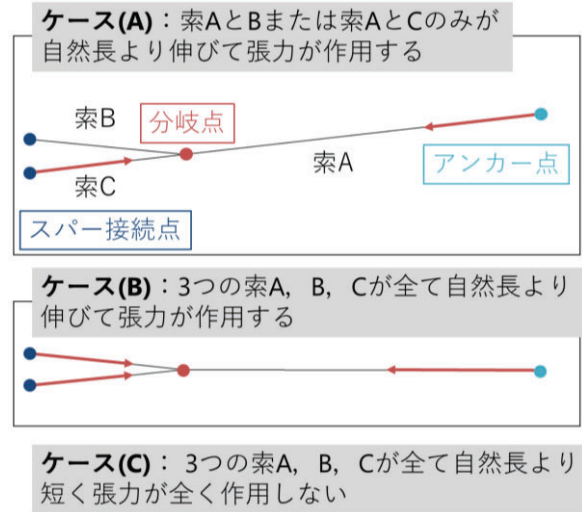 ケース(A)：索AとBまたは索AとCのみが
自然長より伸びて張力が作用する
索B
分岐点
索A
アンカー点
索C
スパー接続点
ケース(B)：3つの索A，B，Cが全て自然長より
伸びて張力が作用する
ケース(C)： 3つの索A，B，Cが全て自然長より
短く張力が全く作用しない